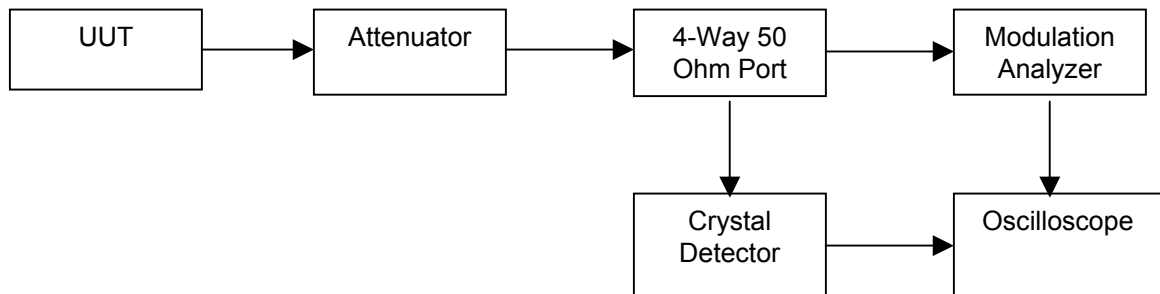 UUT
Attenuator
4-Way 50
Ohm Port
Modulation
Analyzer
Crystal
Detector
Oscilloscope